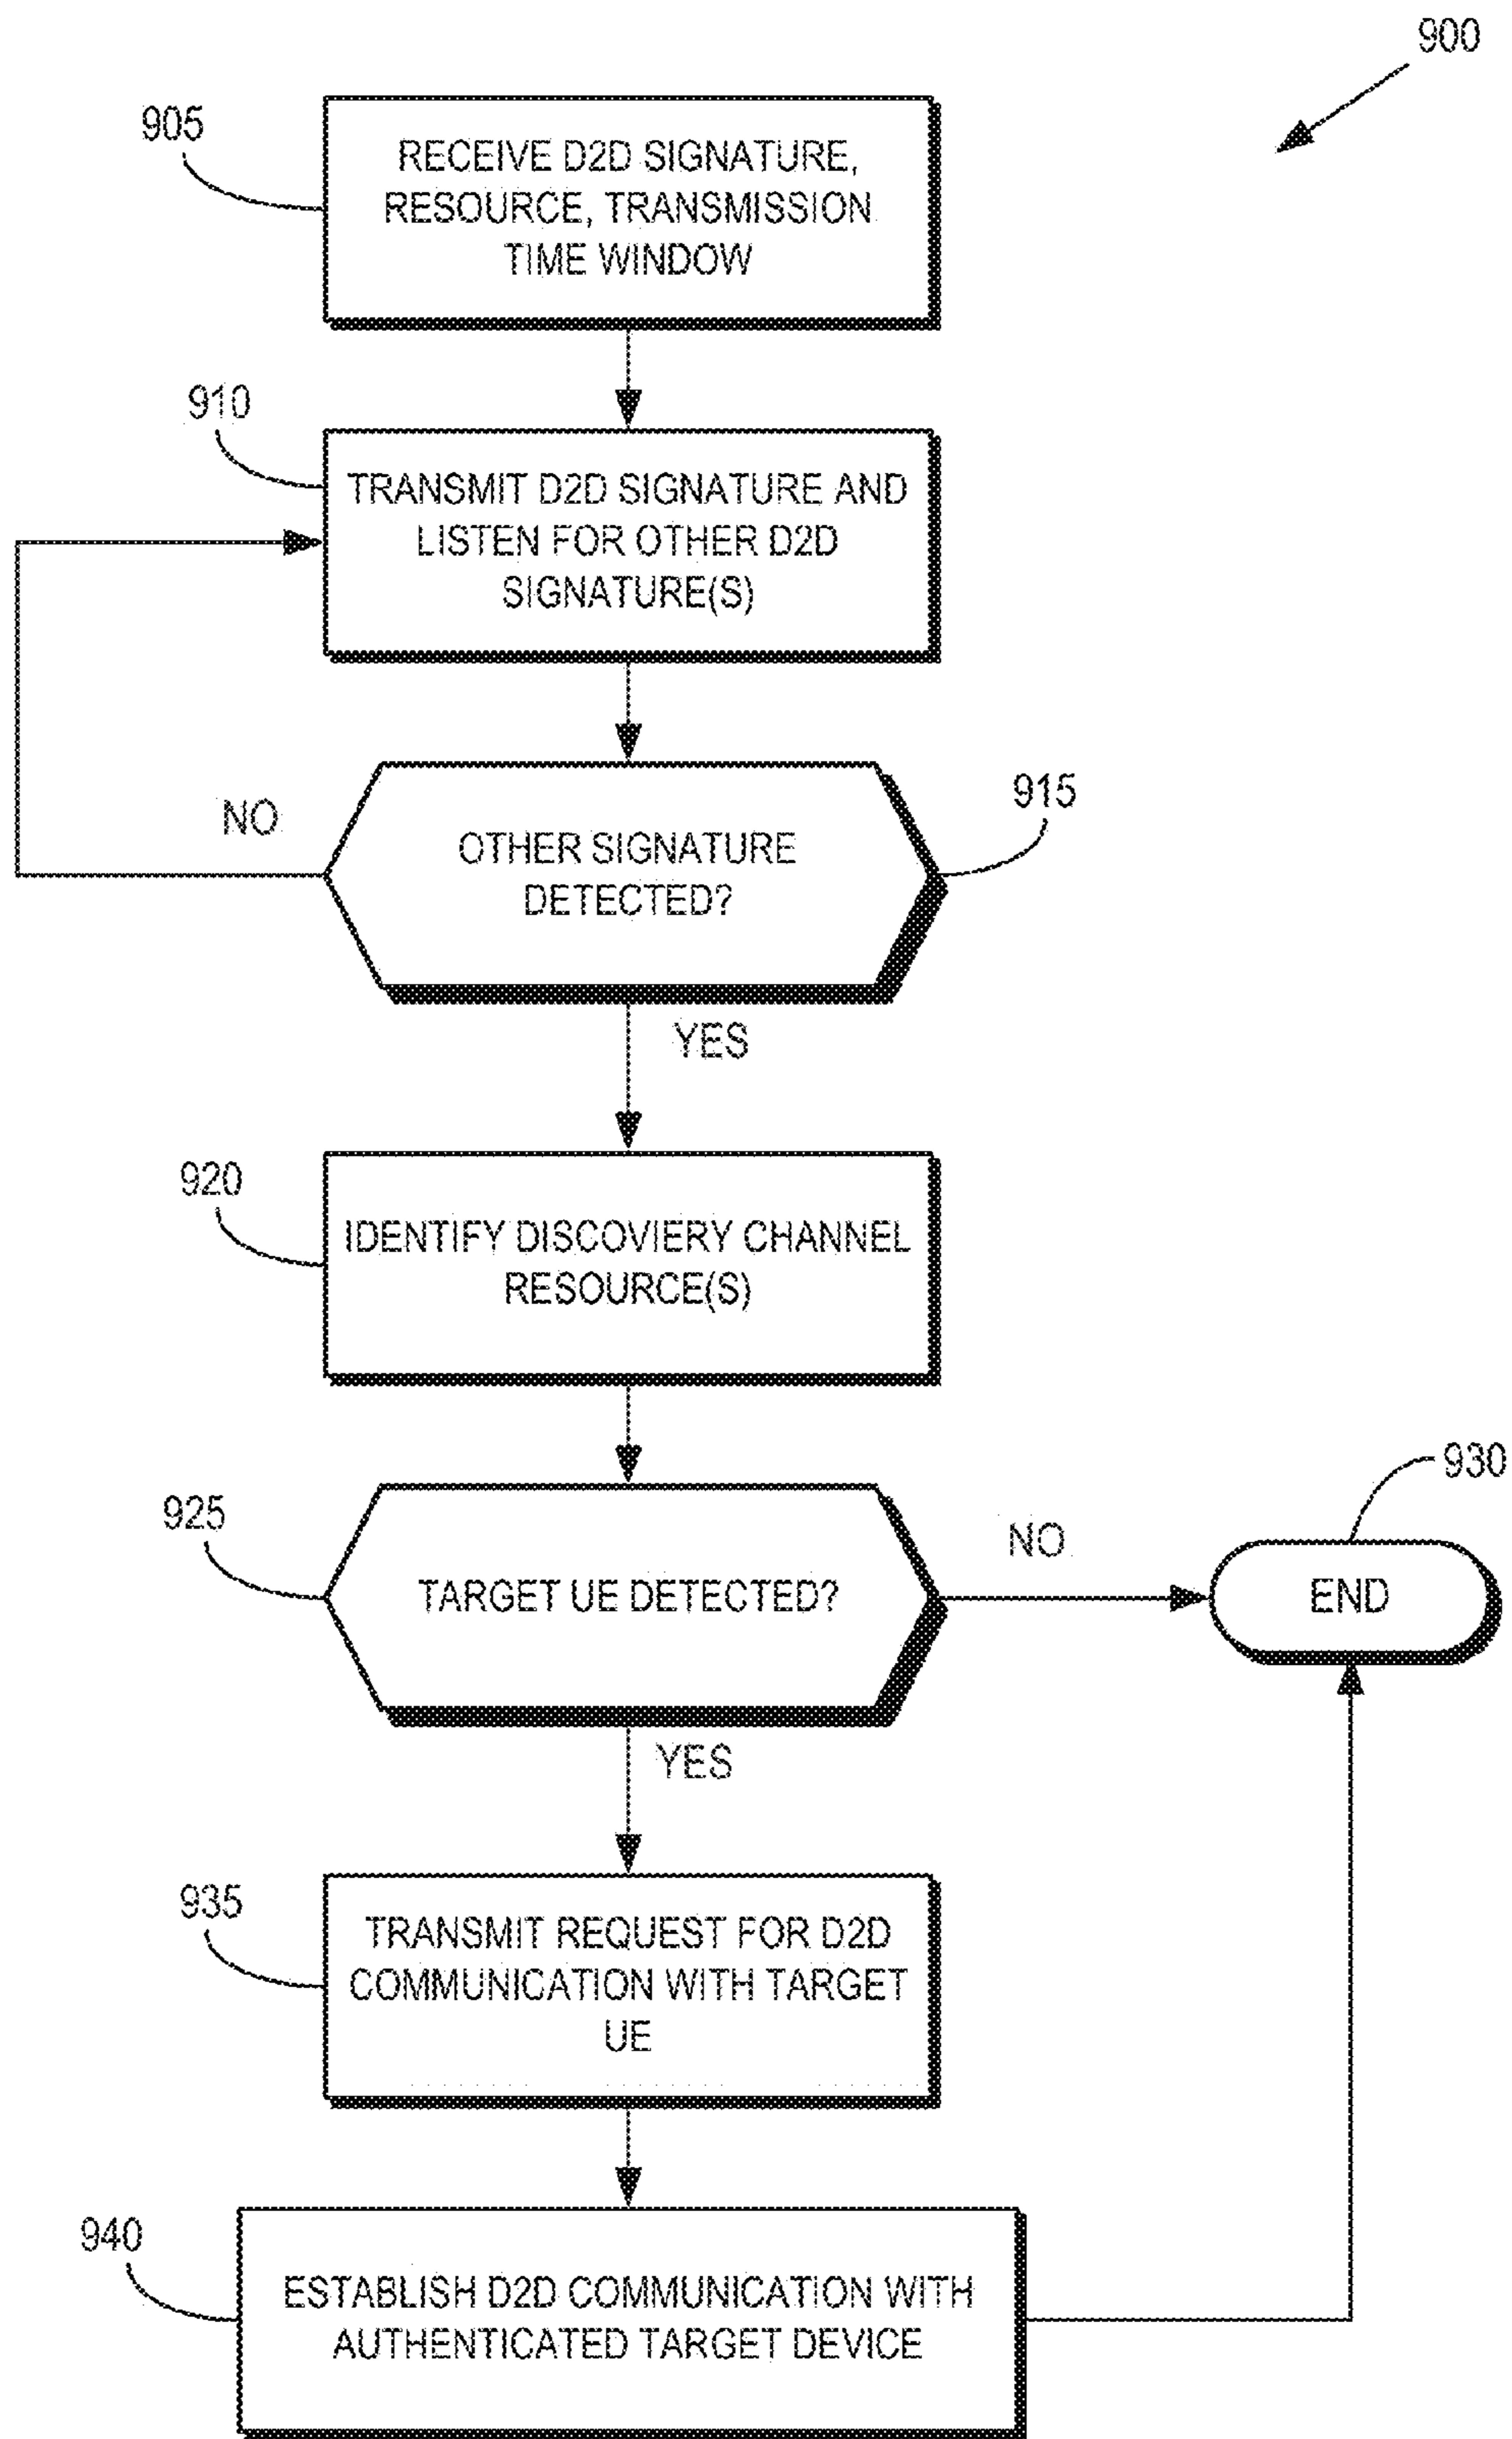 900
905
RECEIVE D2D SIGNATURE,
RESOURCE, TRANSMISSION
TIME WINDOW
910
TRANSMIT D2D SIGNATURE AND
LISTEN FOR OTHER D2D
SIGNATURE(S)
915
NO
OTHER SIGNATURE
DETECTED?
YES
920
IDENTIFY DISCOVIERY CHANNEL
RESOURCE(S)
925
TARGET UE DETECTED?
NO
930
END
YES
935
TRANSMIT REQUEST FOR D2D
COMMUNICATION WITH TARGET
UE
940
ESTABLISH D2D COMMUNICATION WITH
AUTHENTICATED TARGET DEVICE